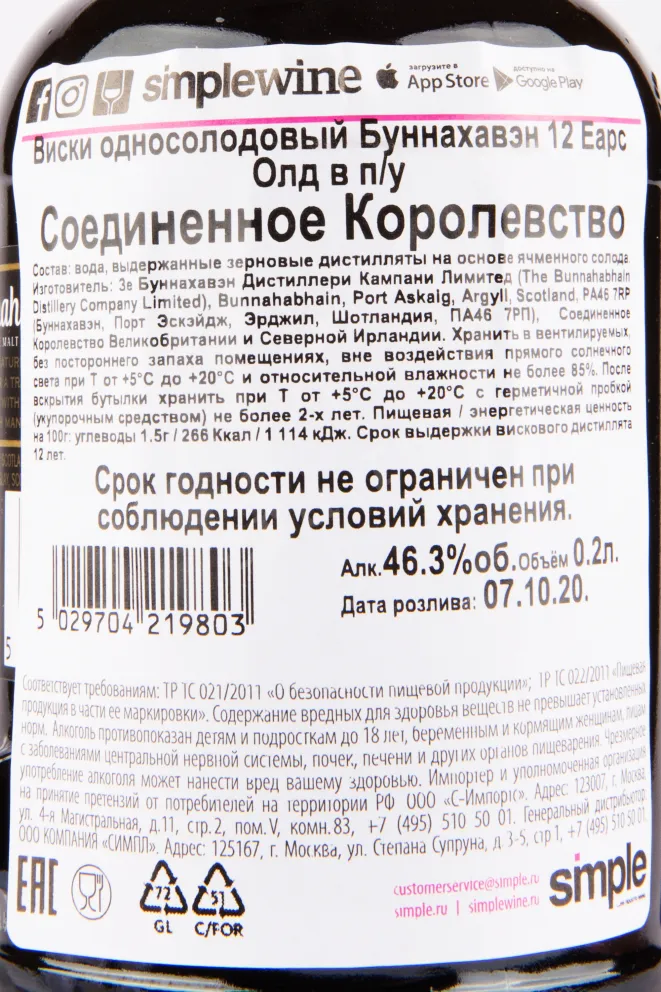 simplewine загрузите в App Store доступно на Google Play
Виски односолодовый Буннахавэн 12 Еарс
Олд в п/у
Соединенное Королевство
Состав: вода, выдержанные зерновые дистилляты на основе ячменного солода.
Изготовитель: Зе Буннахавэн Дистиллери Кампани Лимитед (The Bunnahabhain
Distillery Company Limited), Bunnahabhain, Port Askalg, Argyll, Scotland, PA46 7RP
(Буннахавэн, Порт Эскэйдж, Эрджил, Шотландия, ПА46 7РП), Соединенное
Королевство Великобритании и Северной Ирландии. Хранить в вентилируемых,
без постороннего запаха помещениях, вне воздействия прямого солнечного
света при Т от +5°С до +20°С и относительной влажности не более 85%. После
вскрытия бутылки хранить при Т от +5°С до +20°С с герметичной пробкой
(укупорочным средством) не более 2-х лет. Пищевая / энергетическая ценность
на 100г: углеводы 1.5г / 266 Ккал / 1 114 кДж. Срок выдержки вискового дистиллята
12 лет.
Срок годности не ограничен при
соблюдении условий хранения.
Алк.46.3%об.Объём 0.2л.
Дата розлива: 07.10.20.
5 029704 219803
Соответствует требованиям: ТР ТС 021/2011 «О безопасности пищевой продукции»; ТР ТС 022/2011 «Пищевая
продукция в части ее маркировки». Содержание вредных для здоровья веществ не превышает установленных
норм. Алкоголь противопоказан детям и подросткам до 18 лет, беременным и кормящим женщинам, лицам
с заболеваниями центральной нервной системы, почек, печени и других органов пищеварения. Чрезмерное
употребление алкоголя может нанести вред вашему здоровью. Импортер и уполномоченная организация
на принятие претензий от потребителей на территории РФ ООО «С-Импорт». Адрес: 123007, г. Москва,
ул. 4-я Магистральная, д.11, стр.2, пом.V, комн.83, +7 (495) 510 50 01. Генеральный дистрибьютор:
ООО КОМПАНИЯ «СИМПЛ». Адрес: 125167, г. Москва, ул. Степана Супруна, д.3-5, стр 1, +7 (495) 510 50 01.
EAC
72
GL
51
C/FOR
customerservice@simple.ru
simple.ru | simplewine.ru
simple